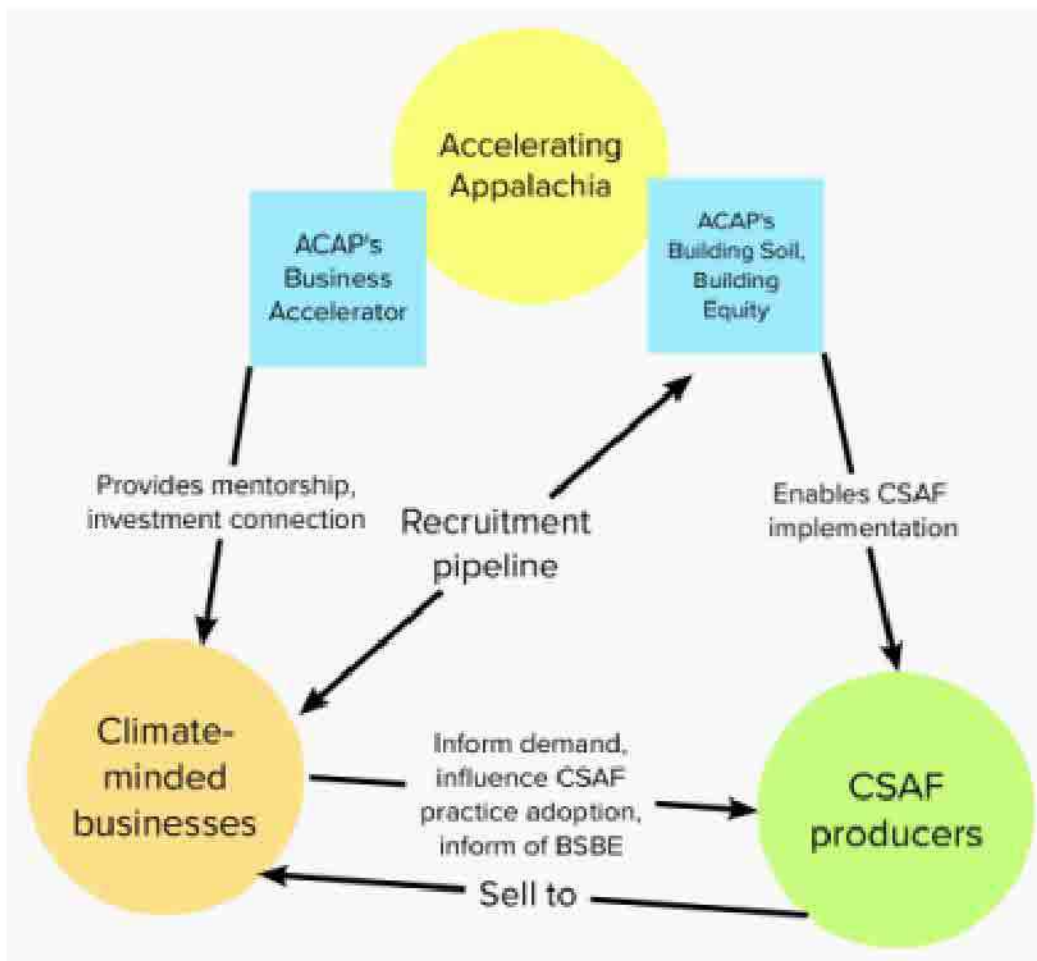 Accelerating
Appalachia
ACAP's
Business
Accelerator
ACAP's
Building Soil,
Building
Equity
Provides mentorship,
investment connection
Recruitment
pipeline
Enables CSAF
implementation
Climate-
minded
businesses
Inform demand,
influence CSAF
practice adoption,
inform of BSBE
CSAF
producers
Sell to